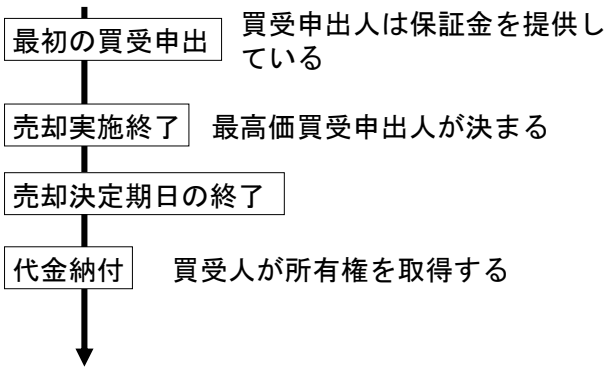 最初の買受申出
買受申出人は保証金を提供し
ている
売却実施終了
最高価買受申出人が決まる
売却決定期日の終了
代金納付
買受人が所有権を取得する